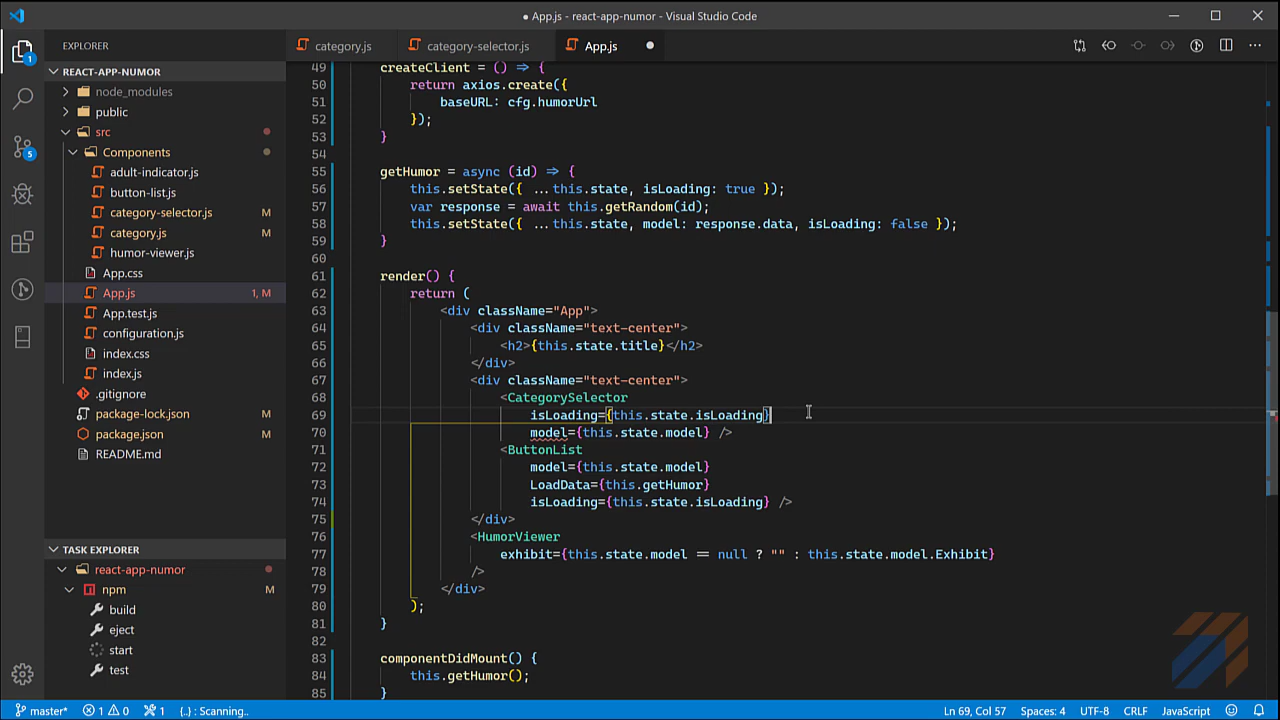 ● App.js - react-app-numor - Visual Studio Code
EXPLORER
category.js
category-selector.js
App.js
REACT-APP-NUMOR
node_modules
public
src
Components
adult-indicator.js
button-list.js
category-selector.js M
category.js M
humor-viewer.js
App.css
App.js 1, M
App.test.js
configuration.js
index.css
index.js
.gitignore
package-lock.json M
package.json M
README.md
TASK EXPLORER
react-app-numor
npm M
build
eject
start
test
49 createClient = () => {
50 return axios.create({
51 baseURL: cfg.humorUrl
52 });
53 }
54
55 getHumor = async (id) => {
56 this.setState({ ...this.state, isLoading: true });
57 var response = await this.getRandom(id);
58 this.setState({ ...this.state, model: response.data, isLoading: false });
59 }
60
61 render() {
62 return (
63 <div className="App">
64 <div className="text-center">
65 <h2>{this.state.title}</h2>
66 </div>
67 <div className="text-center">
68 <CategorySelector
69 isLoading={this.state.isLoading}
70 model={this.state.model} />
71 <ButtonList
72 model={this.state.model}
73 LoadData={this.getHumor}
74 isLoading={this.state.isLoading} />
75 </div>
76 <HumorViewer
77 exhibit={this.state.model == null ? "" : this.state.model.Exhibit}
78 />
79 </div>
80 );
81 }
82
83 componentDidMount() {
84 this.getHumor();
85 }
1
5
master* 1 0 1 {..} : Scanning.. Ln 69, Col 57 Spaces: 4 UTF-8 CRLF JavaScript